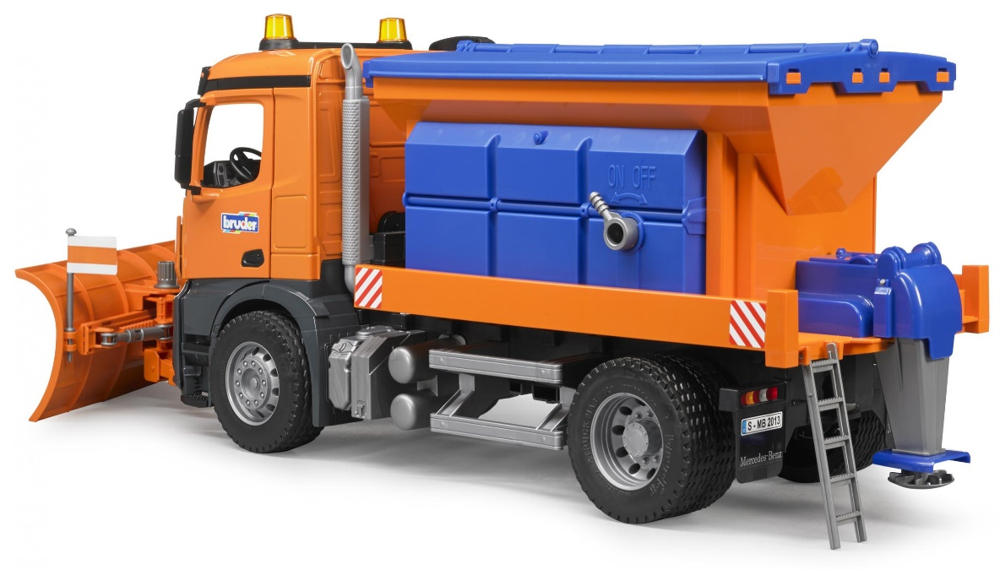 bruder
ON OFF
S - MB 2013
Mercedes-Benz